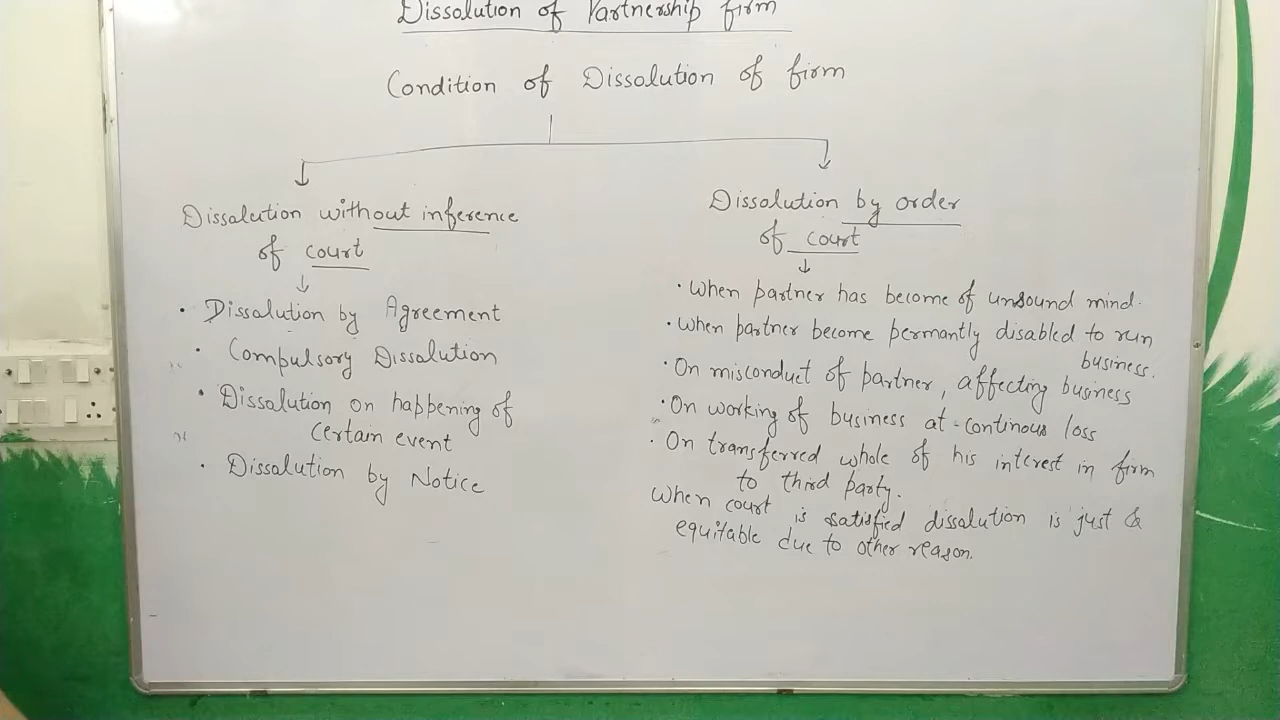 Dissolution of Partnership firm
Condition of Dissolution of firm
Dissolution without inference
of court
• Dissolution by Agreement
• Compulsory Dissolution
• Dissolution on happening of
certain event
• Dissolution by Notice
Dissolution by order
of court
• When partner has become of unsound mind.
• When partner become permantly disabled to run
business.
• On misconduct of partner, affecting business
• On working of business at continous loss
• On transferred whole of his interest in firm
to third party.
When court is satisfied dissolution is just &
equitable due to other reason.